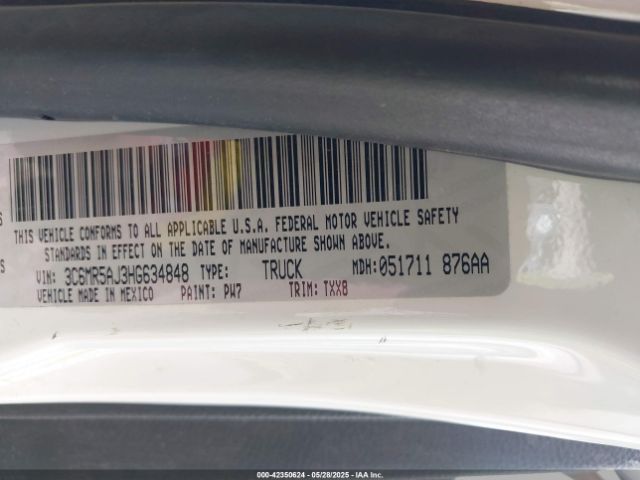 THIS VEHICLE CONFORMS TO ALL APPLICABLE U.S.A. FEDERAL MOTOR VEHICLE SAFETY
STANDARDS IN EFFECT ON THE DATE OF MANUFACTURE SHOWN ABOVE.
VIN: 3C6MR5AJ3HG634848 TYPE: TRUCK MDH: 051711 876AA
VEHICLE MADE IN MEXICO PAINT: PW7 TRIM: TXX8
000-42350624 | 05/28/2025 | IAA Inc.